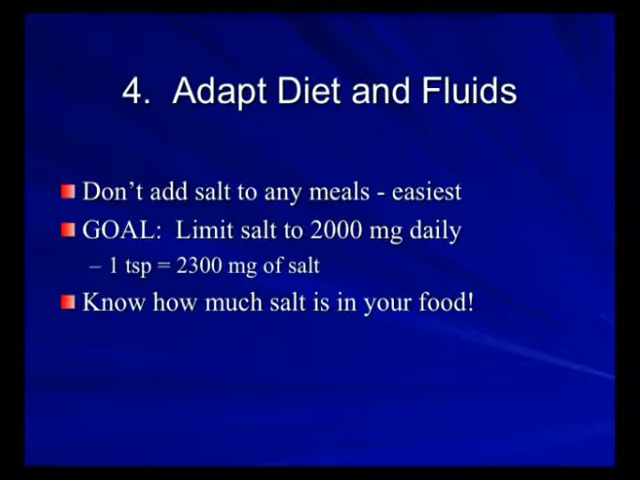 4. Adapt Diet and Fluids
Don't add salt to any meals - easiest
GOAL: Limit salt to 2000 mg daily
– 1 tsp = 2300 mg of salt
Know how much salt is in your food!